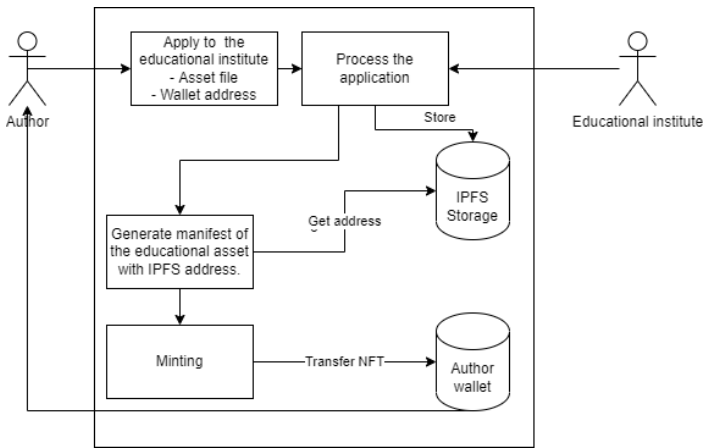 Apply to the
educational institute
- Asset file
- Wallet address
Process the
application
Author
Educational institute
Store
IPFS
Storage
Get address
Generate manifest of
the educational asset
with IPFS address.
Minting
Transfer NFT
Author
wallet